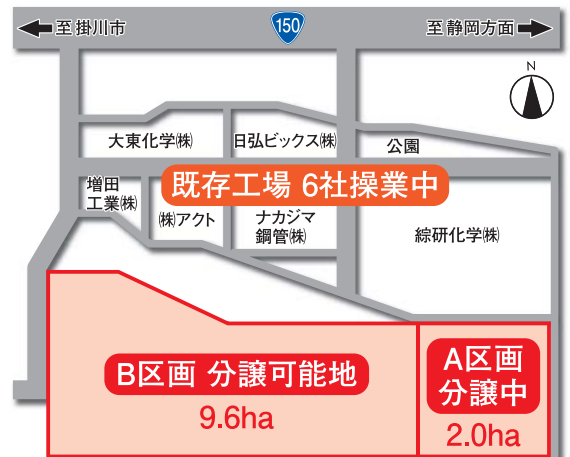 至掛川市
150
至静岡方面
N
大東化学㈱
日弘ビックス㈱
公園
既存工場 6社操業中
増田
工業㈱
㈱アクト
ナカジマ
鋼管㈱
綜研化学㈱
B区画 分譲可能地
9.6ha
A区画
分譲中
2.0ha